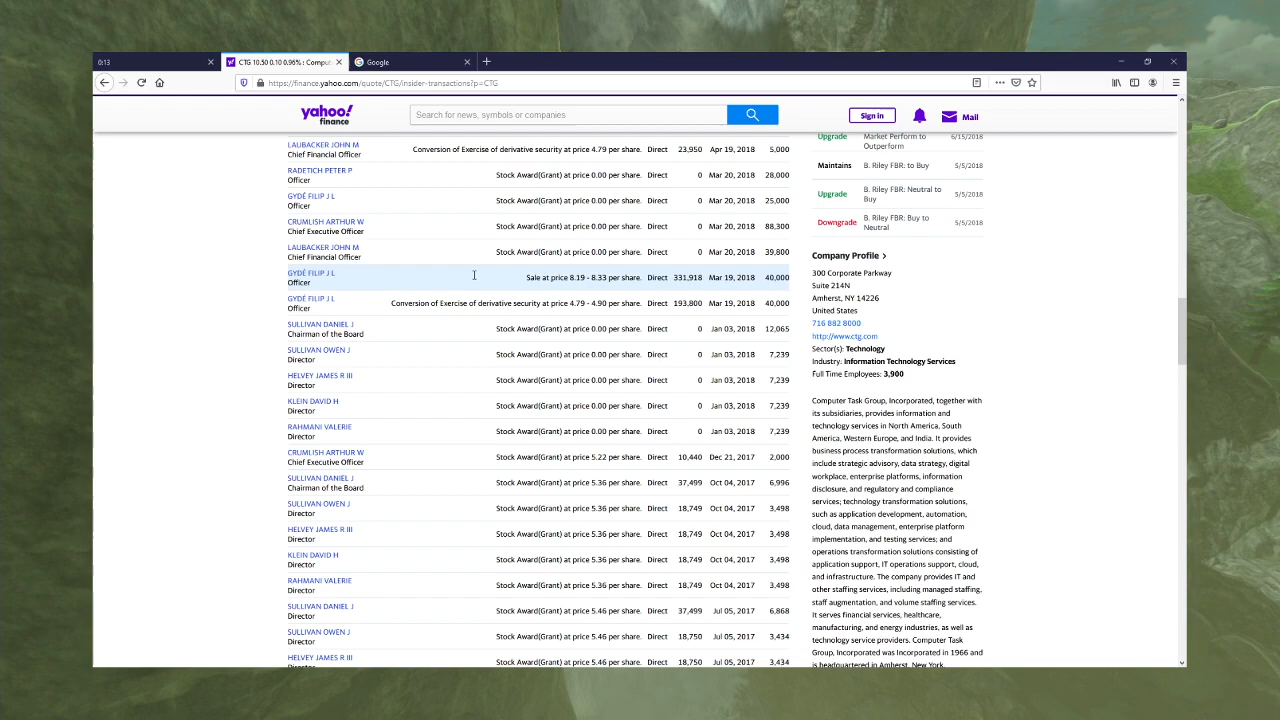 0:13
CTG 10.50 0.10 0.96% : Comput
Google
https://finance.yahoo.com/quote/CTG/insider-transactions?p=CTG
yahoo!
finance
Search for news, symbols or companies
Sign in
Mail
LAUBACKER JOHN M
Chief Financial Officer
Conversion of Exercise of derivative security at price 4.79 per share. Direct 23,950 Apr 19, 2018 5,000
RADETICH PETER P
Officer
Stock Award(Grant) at price 0.00 per share. Direct 0 Mar 20, 2018 28,000
GYDÉ FILIP J L
Officer
Stock Award(Grant) at price 0.00 per share. Direct 0 Mar 20, 2018 25,000
CRUMLISH ARTHUR W
Chief Executive Officer
Stock Award(Grant) at price 0.00 per share. Direct 0 Mar 20, 2018 88,300
LAUBACKER JOHN M
Chief Financial Officer
Stock Award(Grant) at price 0.00 per share. Direct 0 Mar 20, 2018 39,800
GYDÉ FILIP J L
Officer
Sale at price 8.19 - 8.33 per share. Direct 331,918 Mar 19, 2018 40,000
GYDÉ FILIP J L
Officer
Conversion of Exercise of derivative security at price 4.79 - 4.90 per share. Direct 193,800 Mar 19, 2018 40,000
SULLIVAN DANIEL J
Chairman of the Board
Stock Award(Grant) at price 0.00 per share. Direct 0 Jan 03, 2018 12,065
SULLIVAN OWEN J
Director
Stock Award(Grant) at price 0.00 per share. Direct 0 Jan 03, 2018 7,239
HELVEY JAMES R III
Director
Stock Award(Grant) at price 0.00 per share. Direct 0 Jan 03, 2018 7,239
KLEIN DAVID H
Director
Stock Award(Grant) at price 0.00 per share. Direct 0 Jan 03, 2018 7,239
RAHMANI VALERIE
Director
Stock Award(Grant) at price 0.00 per share. Direct 0 Jan 03, 2018 7,239
CRUMLISH ARTHUR W
Chief Executive Officer
Stock Award(Grant) at price 5.22 per share. Direct 10,440 Dec 21, 2017 2,000
SULLIVAN DANIEL J
Chairman of the Board
Stock Award(Grant) at price 5.36 per share. Direct 37,499 Oct 04, 2017 6,996
SULLIVAN OWEN J
Director
Stock Award(Grant) at price 5.36 per share. Direct 18,749 Oct 04, 2017 3,498
HELVEY JAMES R III
Director
Stock Award(Grant) at price 5.36 per share. Direct 18,749 Oct 04, 2017 3,498
KLEIN DAVID H
Director
Stock Award(Grant) at price 5.36 per share. Direct 18,749 Oct 04, 2017 3,498
RAHMANI VALERIE
Director
Stock Award(Grant) at price 5.36 per share. Direct 18,749 Oct 04, 2017 3,498
SULLIVAN DANIEL J
Chairman of the Board
Stock Award(Grant) at price 5.46 per share. Direct 37,499 Jul 05, 2017 6,868
SULLIVAN OWEN J
Director
Stock Award(Grant) at price 5.46 per share. Direct 18,750 Jul 05, 2017 3,434
HELVEY JAMES R III
Director
Stock Award(Grant) at price 5.46 per share. Direct 18,750 Jul 05, 2017 3,434
Upgrade Market Perform to 6/15/2018
Outperform
Maintains B. Riley FBR: to Buy 5/5/2018
Upgrade B. Riley FBR: Neutral to 5/5/2018
Buy
Downgrade B. Riley FBR: Buy to 5/5/2018
Neutral
Company Profile
300 Corporate Parkway
Suite 214N
Amherst, NY 14226
United States
716 882 8000
http://www.ctg.com
Sector(s): Technology
Industry: Information Technology Services
Full Time Employees: 3,900
Computer Task Group, Incorporated, together with
its subsidiaries, provides information and
technology services in North America, South
America, Western Europe, and India. It provides
business process transformation solutions, which
include strategic advisory, data strategy, digital
workplace, enterprise platforms, information
disclosure, and regulatory and compliance
services; technology transformation solutions,
such as application development, automation,
cloud, data management, enterprise platform
implementation, and testing services; and
operations transformation solutions consisting of
application support, IT operations support, cloud,
and infrastructure. The company provides IT and
other staffing services, including managed staffing,
staff augmentation, and volume staffing services.
It serves financial services, healthcare,
manufacturing, and energy industries, as well as
technology service providers. Computer Task
Group, Incorporated was incorporated in 1966 and
is headquartered in Amherst, New York.